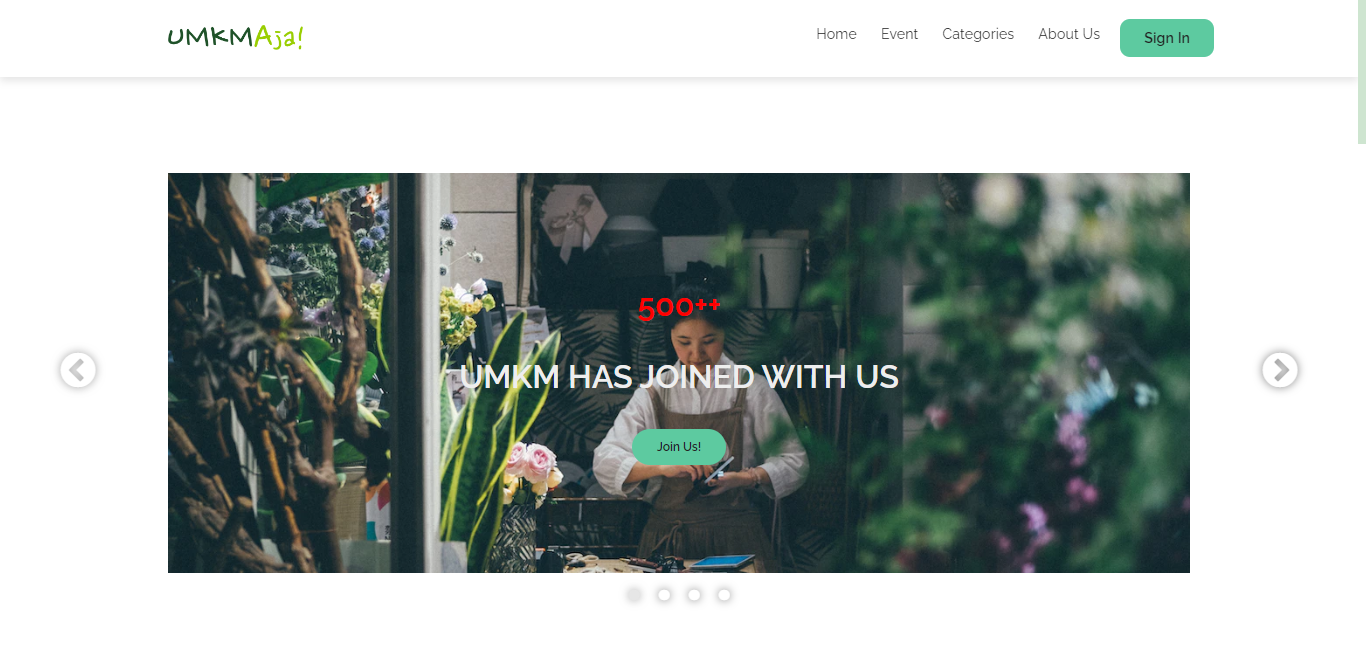 UMKMAja!
Home Event Categories About Us Sign In
500++
UMKM HAS JOINED WITH US
Join Us!